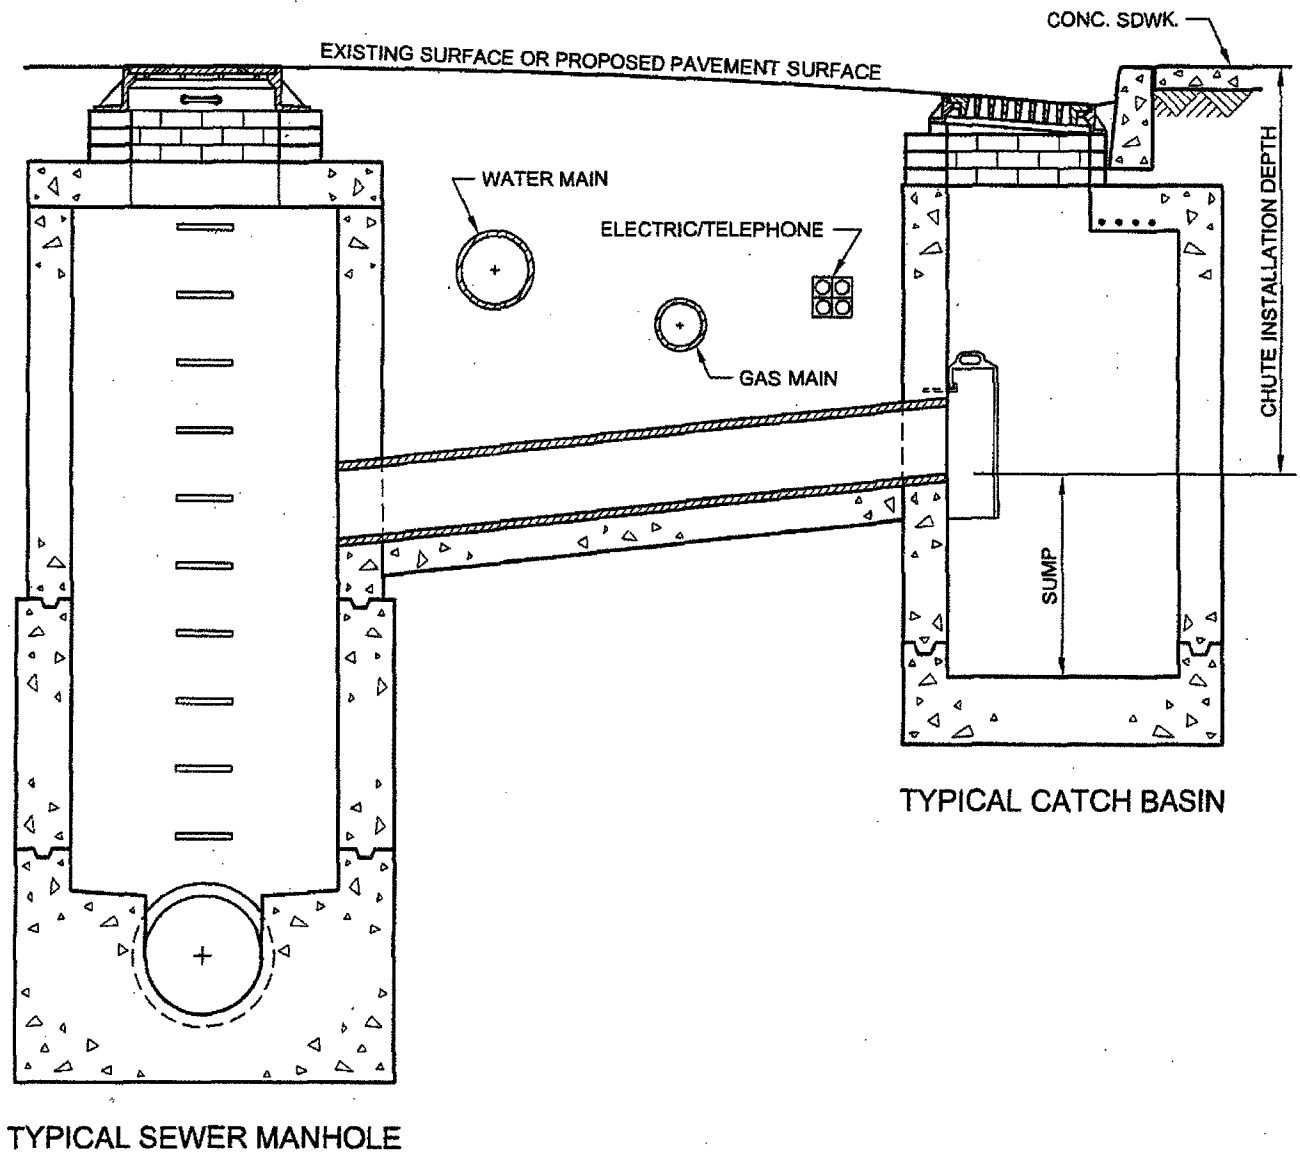 CONC. SDWK.
EXISTING SURFACE OR PROPOSED PAVEMENT SURFACE
WATER MAIN
ELECTRIC/TELEPHONE
GAS MAIN
CHUTE INSTALLATION DEPTH
SUMP
TYPICAL CATCH BASIN
TYPICAL SEWER MANHOLE